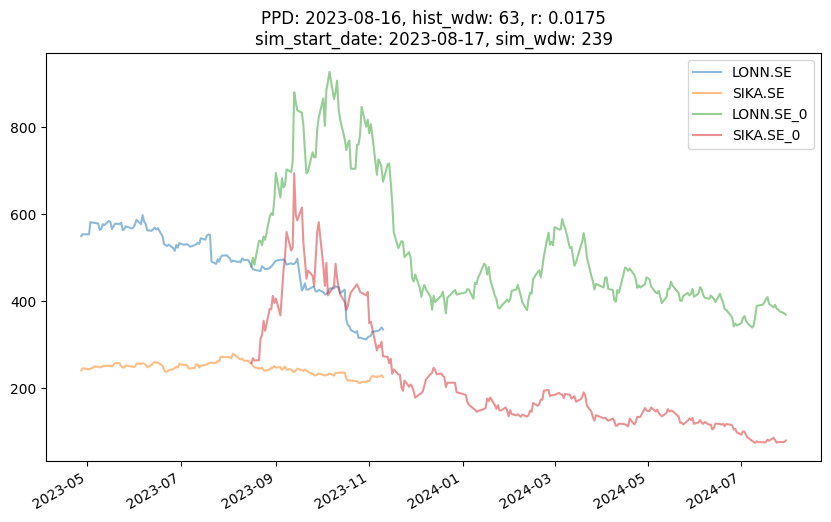 PPD: 2023-08-16, hist_wdw: 63, r: 0.0175
sim_start_date: 2023-08-17, sim_wdw: 239
LONN.SE
SIKA.SE
LONN.SE_0
SIKA.SE_0
800
600
400
200
2023-05
2023-07
2023-09
2023-11
2024-01
2024-03
2024-05
2024-07